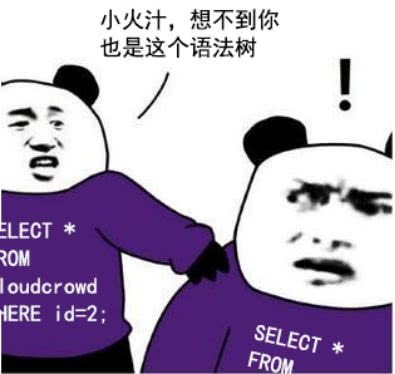 小火汁，想不到你
也是这个语法树
!
ELECT *
ROM
loudcrowd
HERE id=2;
SELECT *
FROM